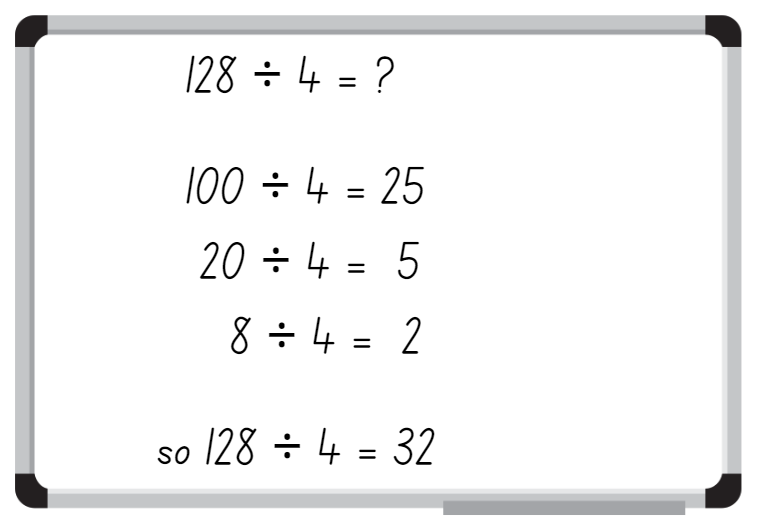 128 ÷ 4 = ?
100 ÷ 4 = 25
20 ÷ 4 = 5
8 ÷ 4 = 2
so 128 ÷ 4 = 32